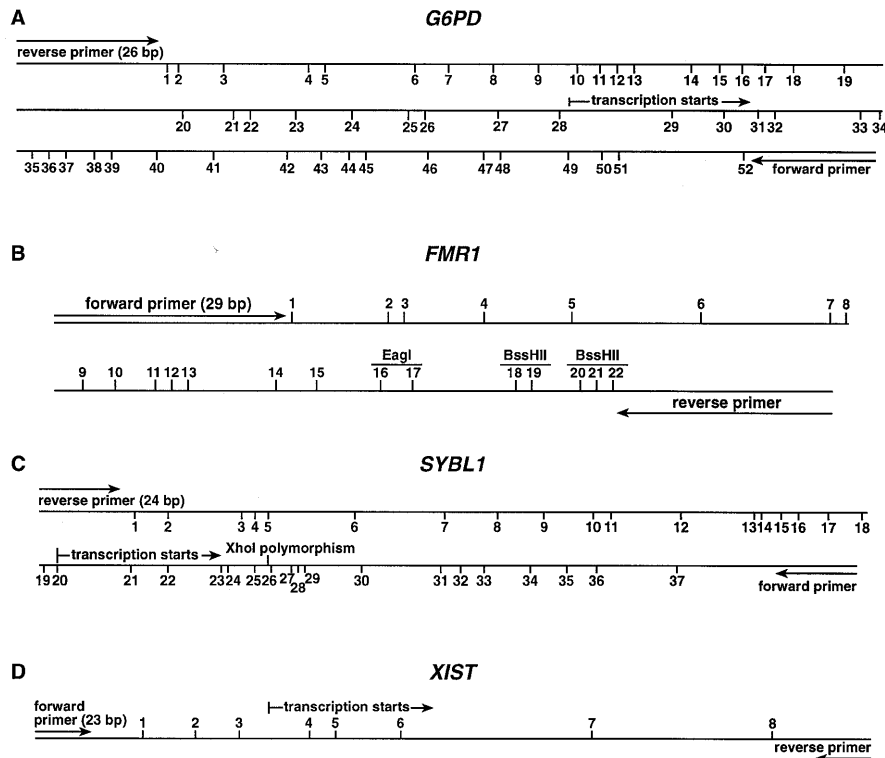 A G6PD
reverse primer (26 bp)
1 2 3 4 5 6 7 8 9 10 11 12 13 14 15 16 17 18 19
transcription starts
20 21 22 23 24 25 26 27 28 29 30 31 32 33 34
35 36 37 38 39 40 41 42 43 44 45 46 47 48 49 50 51 52
forward primer
B FMR1
forward primer (29 bp) 1 2 3 4 5 6 7 8
EagI BssHII BssHII
9 10 11 12 13 14 15 16 17 18 19 20 21 22
reverse primer
C SYBL1
reverse primer (24 bp)
1 2 3 4 5 6 7 8 9 10 11 12 13 14 15 16 17 18
transcription starts XhoI polymorphism
19 20 21 22 23 24 25 26 27 28 29 30 31 32 33 34 35 36 37
forward primer
D XIST
forward
primer (23 bp)
transcription starts
1 2 3 4 5 6 7 8
reverse primer